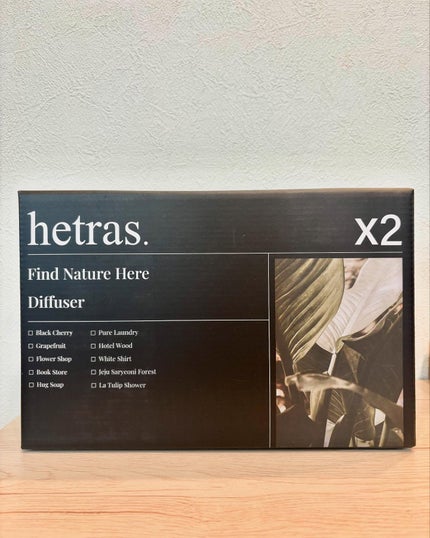 hetras.
X2
Find Nature Here
Diffuser
☐ Black Cherry
☐ Grapefruit
☐ Flower Shop
☐ Book Store
☐ Hug Soap
☐ Pure Laundry
☐ Hotel Wood
☐ White Shirt
☐ Jeju Saryeoni Forest
☐ La Tulip Shower